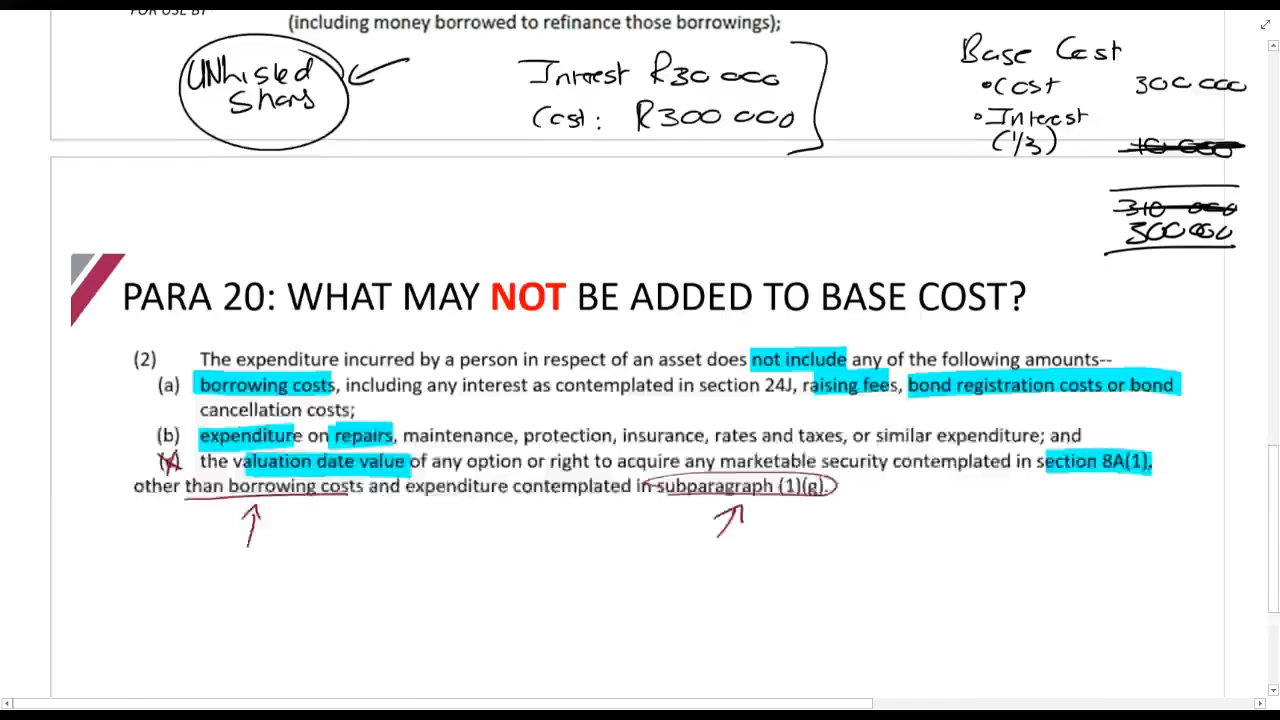 FOR USE BY
(including money borrowed to refinance those borrowings);
UNlisted
Shars
Interest R30 000
Cost: R300 000
Base Cost
• Cost 300 000
• Interest
(1/3) 10 000
310 000
300 000
PARA 20: WHAT MAY NOT BE ADDED TO BASE COST?
(2) The expenditure incurred by a person in respect of an asset does not include any of the following amounts--
(a) borrowing costs, including any interest as contemplated in section 24J, raising fees, bond registration costs or bond
cancellation costs;
(b) expenditure on repairs, maintenance, protection, insurance, rates and taxes, or similar expenditure; and
the valuation date value of any option or right to acquire any marketable security contemplated in section 8A(1),
other than borrowing costs and expenditure contemplated in subparagraph (1)(g).